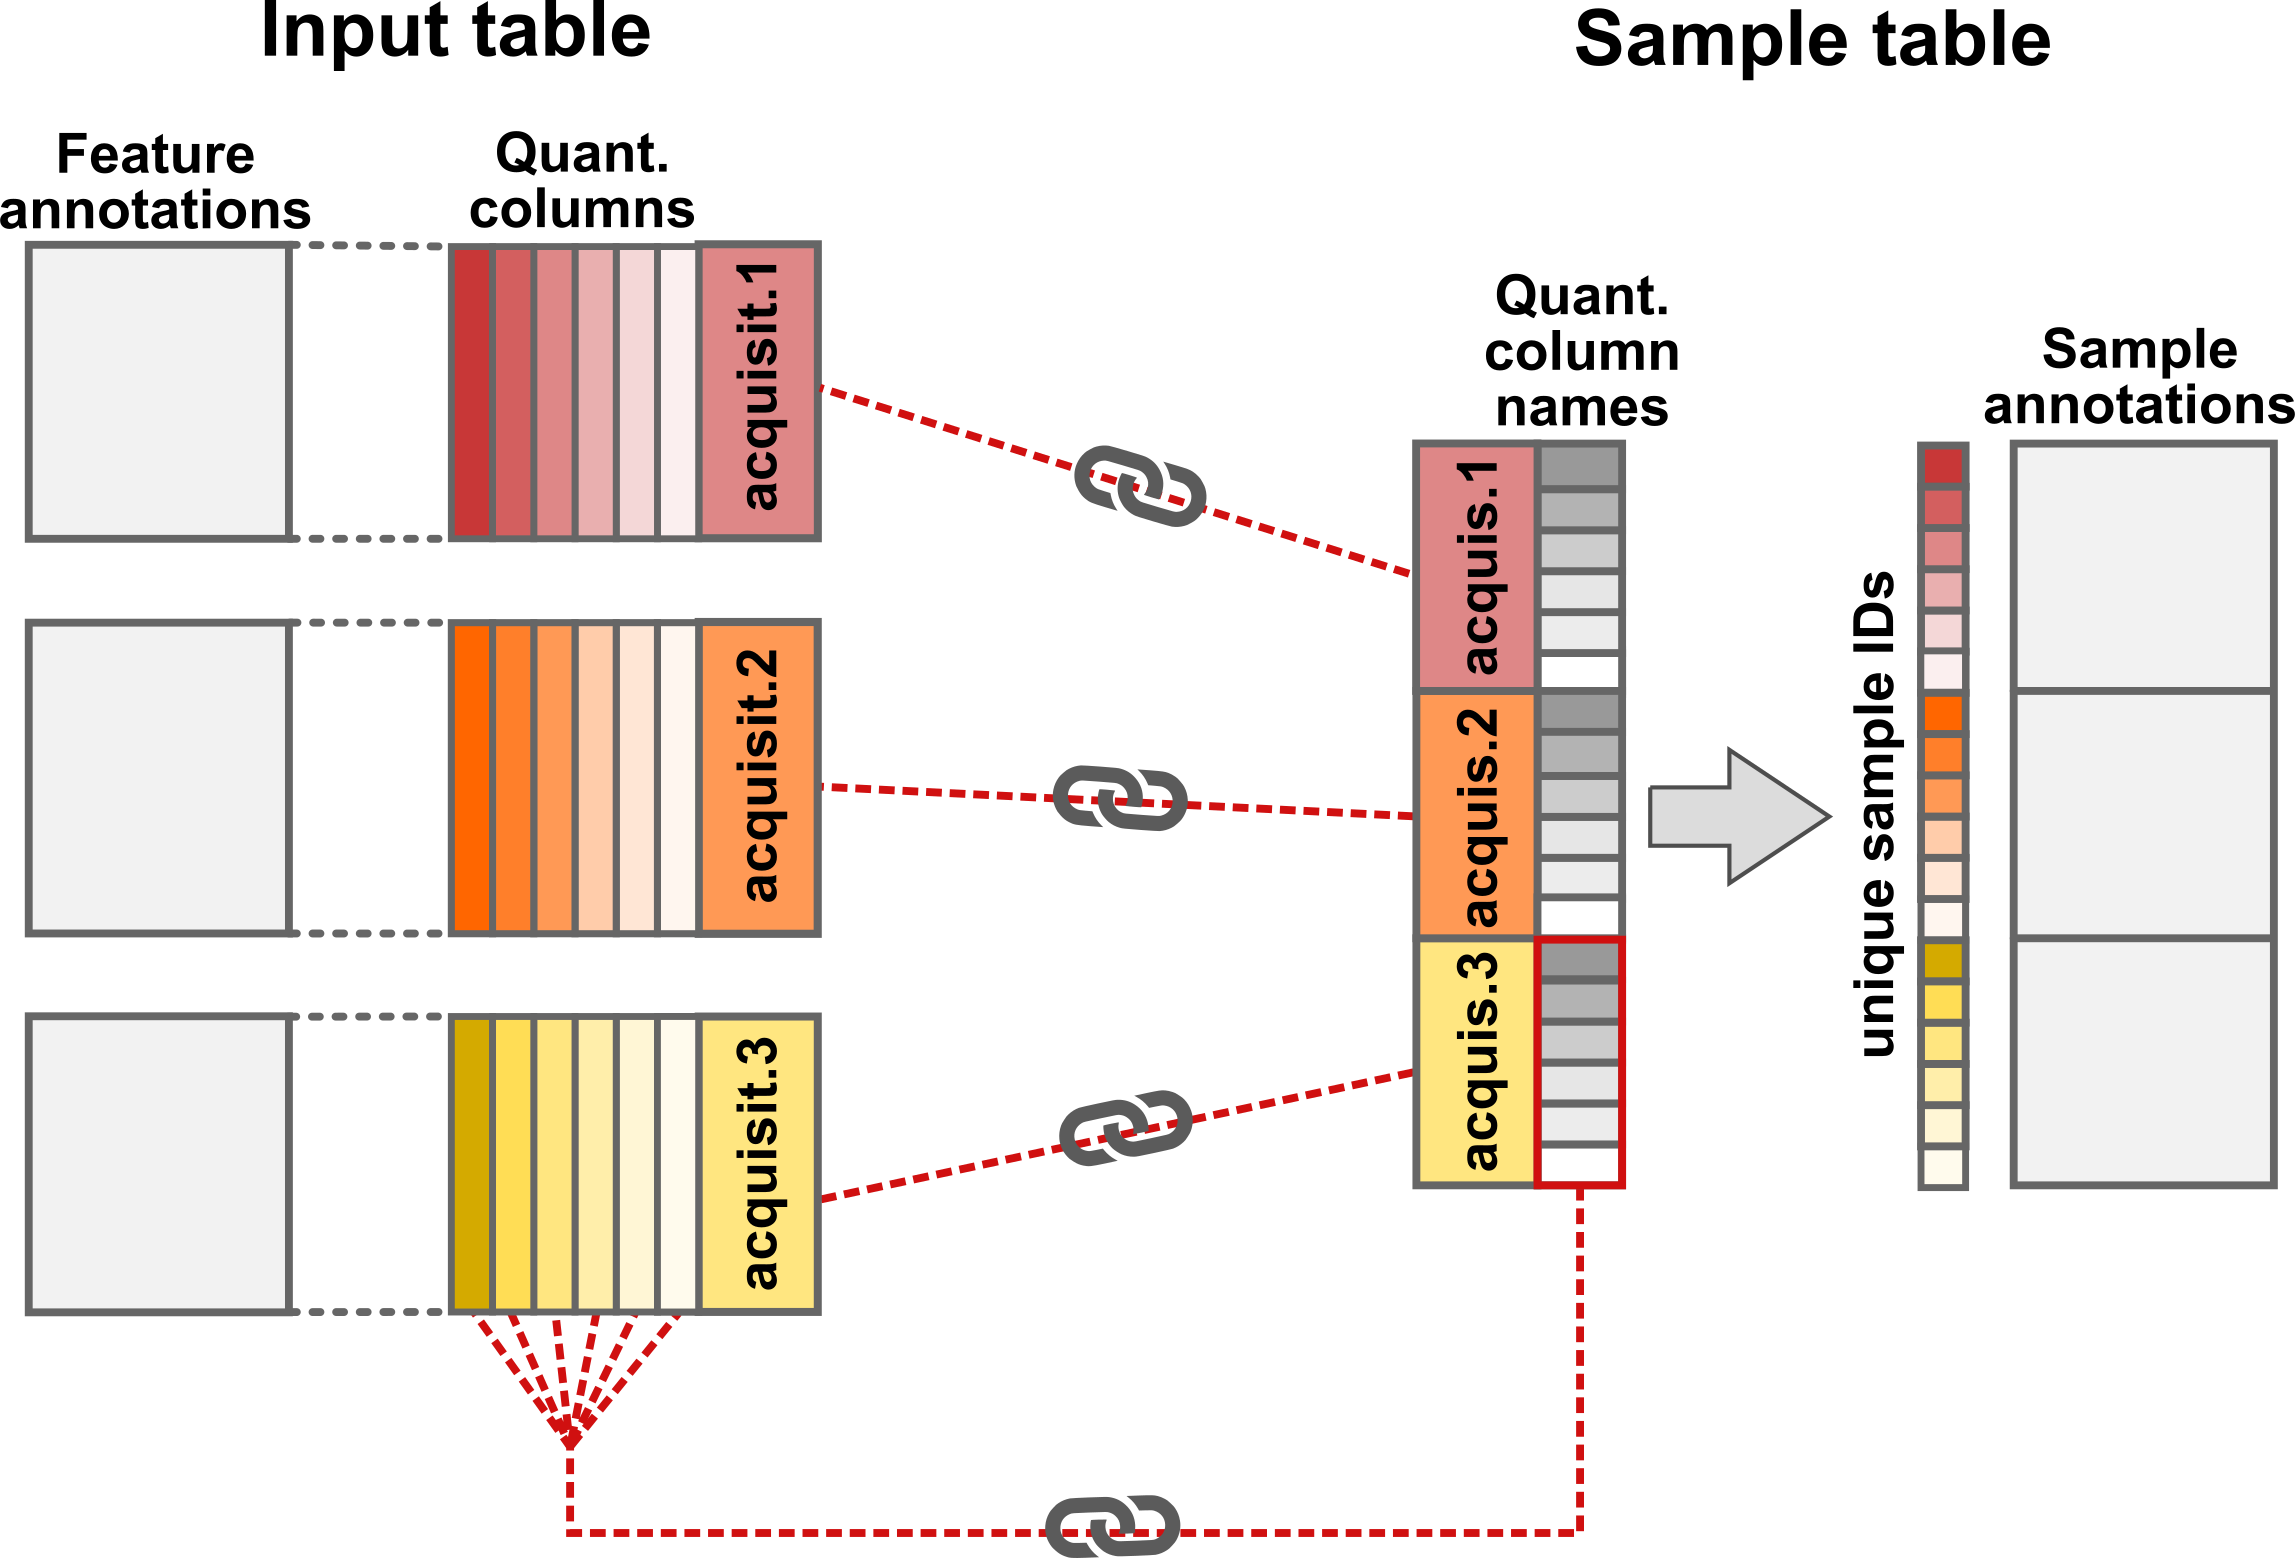 Input table
Sample table
Feature
annotations
Quant.
columns
acquisit.1
acquisit.2
acquisit.3
Quant.
column
names
acquis.1
acquis.2
acquis.3
unique sample IDs
Sample
annotations